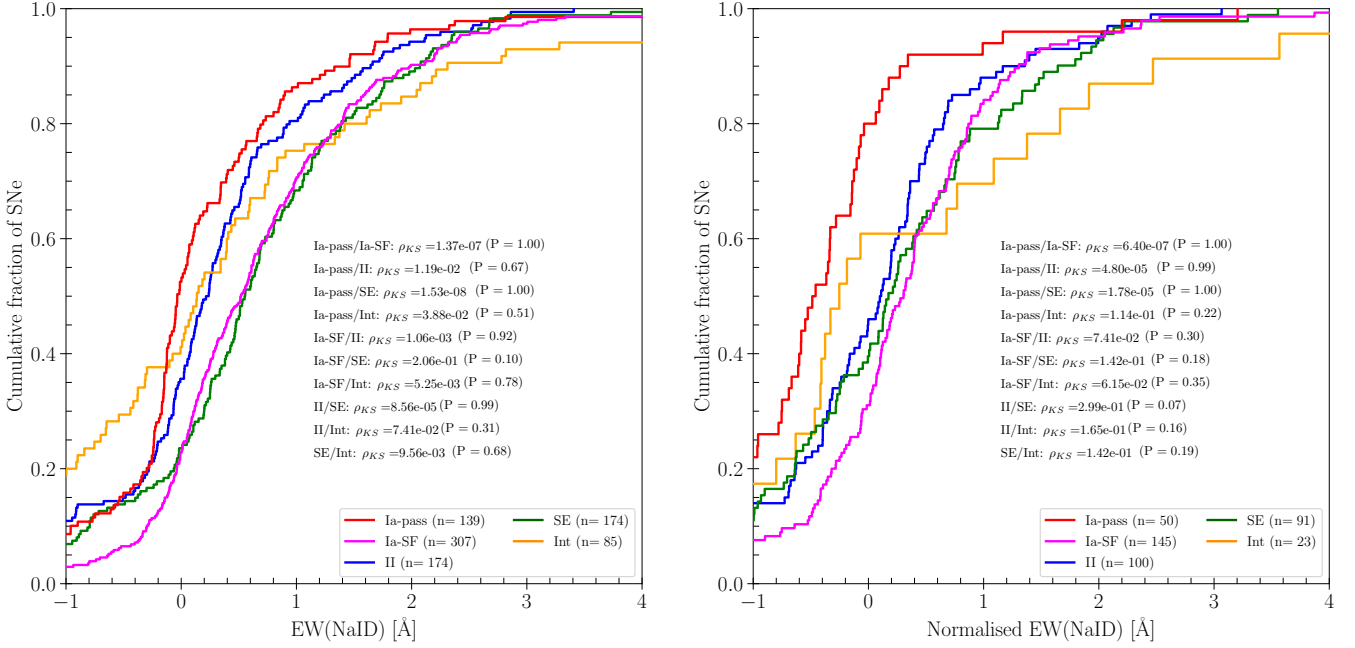 Cumulative fraction of SNe
1.0
0.8
0.6
0.4
0.2
0.0
Ia-pass/Ia-SF: ρKS =1.37e-07 (P = 1.00)
Ia-pass/II: ρKS =1.19e-02 (P = 0.67)
Ia-pass/SE: ρKS =1.53e-08 (P = 1.00)
Ia-pass/Int: ρKS =3.88e-02 (P = 0.51)
Ia-SF/II: ρKS =1.06e-03 (P = 0.92)
Ia-SF/SE: ρKS =2.06e-01 (P = 0.10)
Ia-SF/Int: ρKS =5.25e-03 (P = 0.78)
II/SE: ρKS =8.56e-05 (P = 0.99)
II/Int: ρKS =7.41e-02 (P = 0.31)
SE/Int: ρKS =9.56e-03 (P = 0.68)
Ia-pass (n= 139)
Ia-SF (n= 307)
II (n= 174)
SE (n= 174)
Int (n= 85)
−1 0 1 2 3 4
EW(NaID) [Å]
Cumulative fraction of SNe
1.0
0.8
0.6
0.4
0.2
0.0
Ia-pass/Ia-SF: ρKS =6.40e-07 (P = 1.00)
Ia-pass/II: ρKS =4.80e-05 (P = 0.99)
Ia-pass/SE: ρKS =1.78e-05 (P = 1.00)
Ia-pass/Int: ρKS =1.14e-01 (P = 0.22)
Ia-SF/II: ρKS =7.41e-02 (P = 0.30)
Ia-SF/SE: ρKS =1.42e-01 (P = 0.18)
Ia-SF/Int: ρKS =6.15e-02 (P = 0.35)
II/SE: ρKS =2.99e-01 (P = 0.07)
II/Int: ρKS =1.65e-01 (P = 0.16)
SE/Int: ρKS =1.42e-01 (P = 0.19)
Ia-pass (n= 50)
Ia-SF (n= 145)
II (n= 100)
SE (n= 91)
Int (n= 23)
−1 0 1 2 3 4
Normalised EW(NaID) [Å]